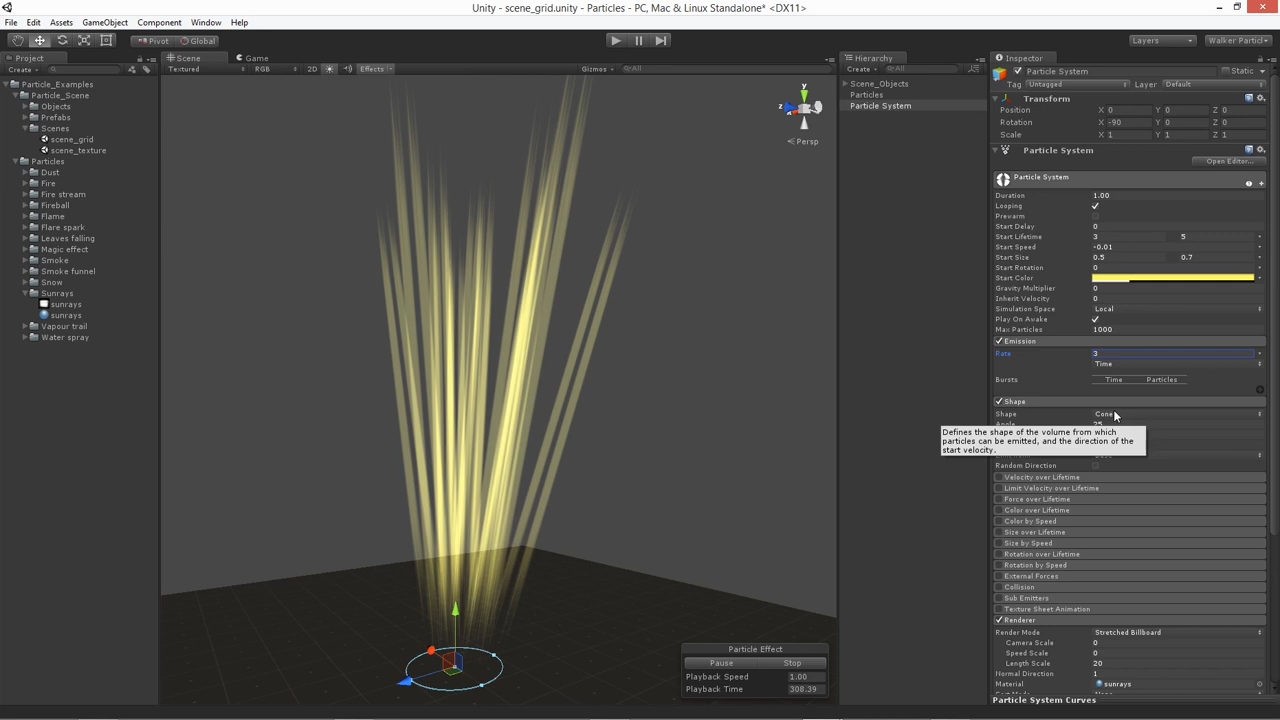 Unity - scene_grid.unity - Particles - PC, Mac & Linux Standalone* <DX11>
File Edit Assets GameObject Component Window Help
Pivot Global Layers Walker Particl
Project
Create
Particle_Examples
Particle_Scene
Objects
Prefabs
Scenes
scene_grid
scene_texture
Particles
Dust
Fire
Fire stream
Fireball
Flame
Flare spark
Leaves falling
Magic effect
Smoke
Smoke funnel
Snow
Sunrays
sunrays
sunrays
Vapour trail
Water spray
Scene Game
Textured RGB 2D Effects Gizmos All
y
z
Persp
Particle Effect
Pause Stop
Playback Speed 1.00
Playback Time 308.39
Hierarchy
Create All
Scene_Objects
Particles
Particle System
Inspector
Particle System Static
Tag Untagged Layer Default
Transform
Position X 0 Y 0 Z 0
Rotation X -90 Y 0 Z 0
Scale X 1 Y 1 Z 1
Particle System
Open Editor...
Particle System
Duration 1.00
Looping
Prewarm
Start Delay 0
Start Lifetime 3 5
Start Speed -0.01
Start Size 0.5 0.7
Start Rotation 0
Start Color
Gravity Multiplier 0
Inherit Velocity 0
Simulation Space Local
Play On Awake
Max Particles 1000
Emission
Rate 3
Time
Bursts Time Particles
Shape
Shape Cone
Defines the shape of the volume from which
particles can be emitted, and the direction of the
start velocity.
Random Direction
Velocity over Lifetime
Limit Velocity over Lifetime
Force over Lifetime
Color over Lifetime
Color by Speed
Size over Lifetime
Size by Speed
Rotation over Lifetime
Rotation by Speed
External Forces
Collision
Sub Emitters
Texture Sheet Animation
Renderer
Render Mode Stretched Billboard
Camera Scale 0
Speed Scale 0
Length Scale 20
Normal Direction 1
Material sunrays
Particle System Curves